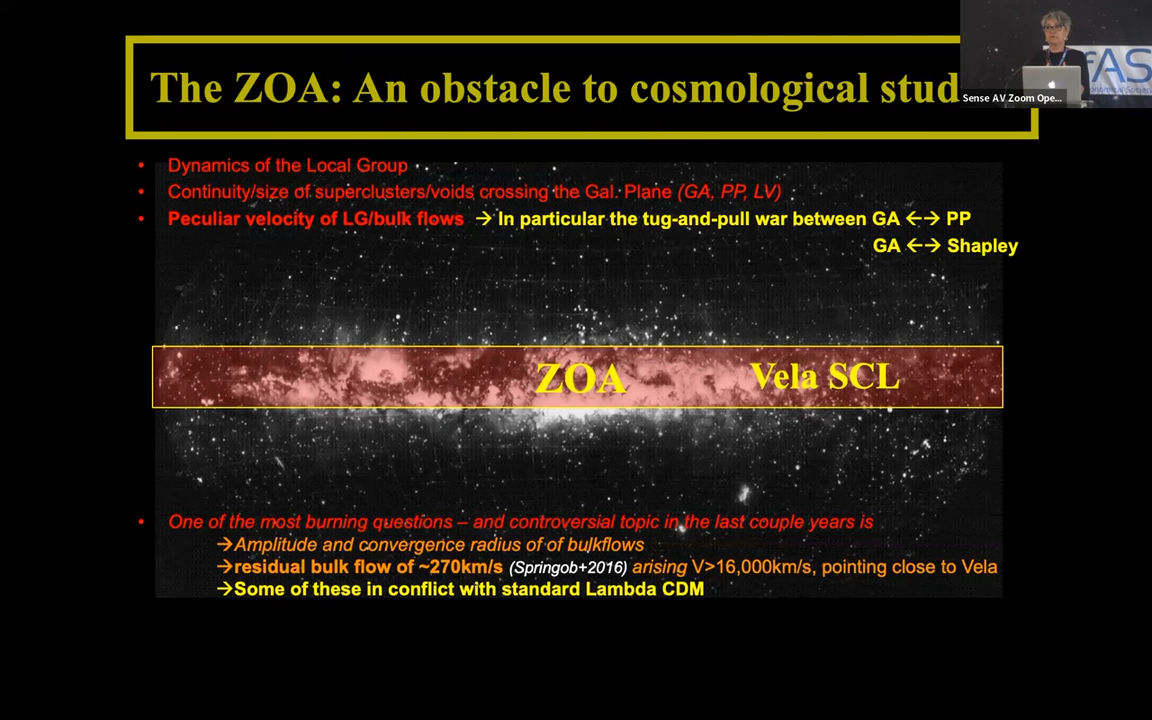 The ZOA: An obstacle to cosmological stud
fAS
Sense AV Zoom Ope...
• Dynamics of the Local Group
• Continuity/size of superclusters/voids crossing the Gal. Plane (GA, PP, LV)
• Peculiar velocity of LG/bulk flows → In particular the tug-and-pull war between GA ←→ PP
GA ←→ Shapley
ZOA
Vela SCL
• One of the most burning questions – and controversial topic in the last couple years is
→Amplitude and convergence radius of of bulkflows
→residual bulk flow of ~270km/s (Springob+2016) arising V>16,000km/s, pointing close to Vela
→Some of these in conflict with standard Lambda CDM